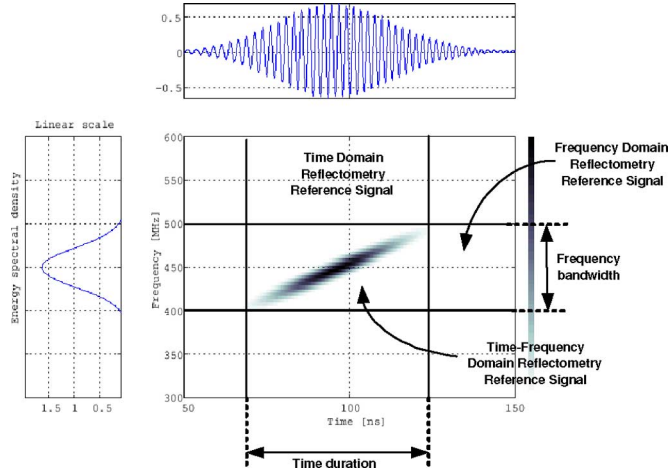 0.5
0
−0.5
Linear scale
Energy spectral density
1.5 1 0.5
Frequency [MHz]
600
550
500
450
400
350
300
50 100 150
Time [ns]
Time Domain
Reflectometry
Reference Signal
Frequency Domain
Reflectometry
Reference Signal
Frequency
bandwidth
Time-Frequency
Domain Reflectometry
Reference Signal
Time duration